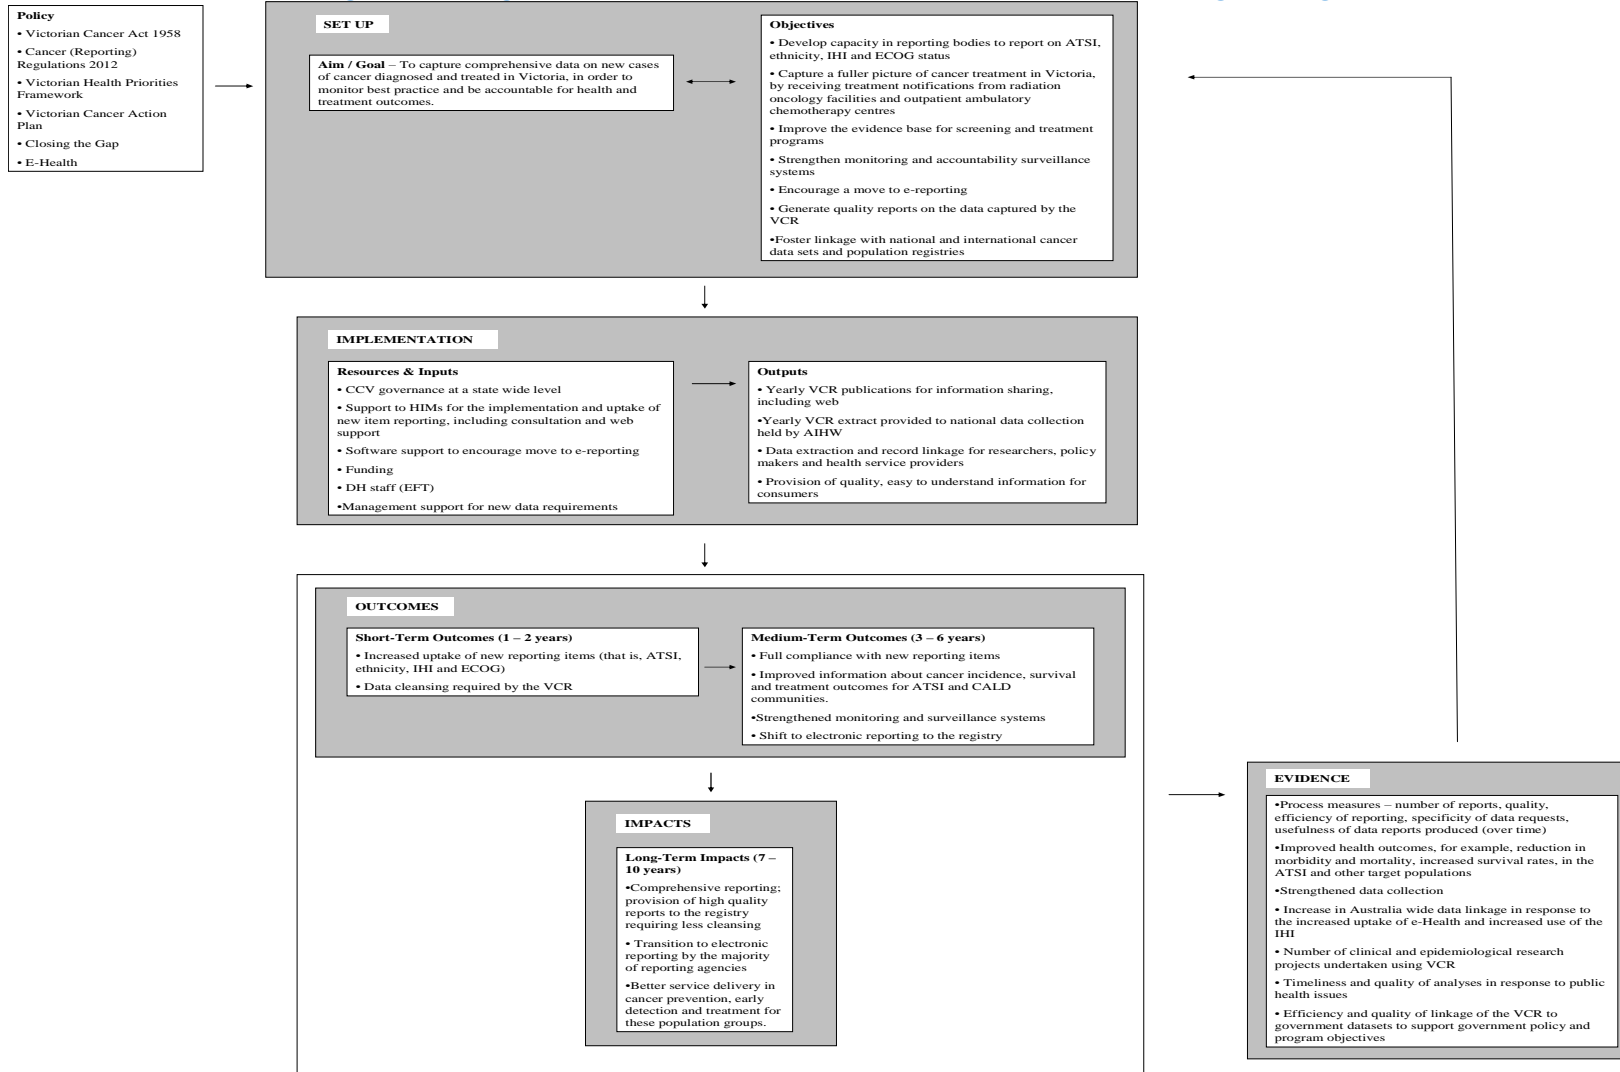 Policy
• Victorian Cancer Act 1958
• Cancer (Reporting)
Regulations 2012
• Victorian Health Priorities
Framework
• Victorian Cancer Action
Plan
• Closing the Gap
• E-Health
SET UP
Aim / Goal – To capture comprehensive data on new cases
of cancer diagnosed and treated in Victoria, in order to
monitor best practice and be accountable for health and
treatment outcomes.
Objectives
• Develop capacity in reporting bodies to report on ATSI,
ethnicity, IHI and ECOG status
• Capture a fuller picture of cancer treatment in Victoria,
by receiving treatment notifications from radiation
oncology facilities and outpatient ambulatory
chemotherapy centres
• Improve the evidence base for screening and treatment
programs
• Strengthen monitoring and accountability surveillance
systems
• Encourage a move to e-reporting
• Generate quality reports on the data captured by the
VCR
•Foster linkage with national and international cancer
data sets and population registries
IMPLEMENTATION
Resources & Inputs
• CCV governance at a state wide level
• Support to HIMs for the implementation and uptake of
new item reporting, including consultation and web
support
• Software support to encourage move to e-reporting
• Funding
• DH staff (EFT)
•Management support for new data requirements
Outputs
• Yearly VCR publications for information sharing,
including web
•Yearly VCR extract provided to national data collection
held by AIHW
• Data extraction and record linkage for researchers, policy
makers and health service providers
• Provision of quality, easy to understand information for
consumers
OUTCOMES
Short-Term Outcomes (1 – 2 years)
• Increased uptake of new reporting items (that is, ATSI,
ethnicity, IHI and ECOG)
• Data cleansing required by the VCR
Medium-Term Outcomes (3 – 6 years)
• Full compliance with new reporting items
• Improved information about cancer incidence, survival
and treatment outcomes for ATSI and CALD
communities.
•Strengthened monitoring and surveillance systems
• Shift to electronic reporting to the registry
IMPACTS
Long-Term Impacts (7 –
10 years)
•Comprehensive reporting;
provision of high quality
reports to the registry
requiring less cleansing
• Transition to electronic
reporting by the majority
of reporting agencies
•Better service delivery in
cancer prevention, early
detection and treatment for
these population groups.
EVIDENCE
•Process measures – number of reports, quality,
efficiency of reporting, specificity of data requests,
usefulness of data reports produced (over time)
•Improved health outcomes, for example, reduction in
morbidity and mortality, increased survival rates, in the
ATSI and other target populations
•Strengthened data collection
• Increase in Australia wide data linkage in response to
the increased uptake of e-Health and increased use of the
IHI
• Number of clinical and epidemiological research
projects undertaken using VCR
• Timeliness and quality of analyses in response to public
health issues
• Efficiency and quality of linkage of the VCR to
government datasets to support government policy and
program objectives